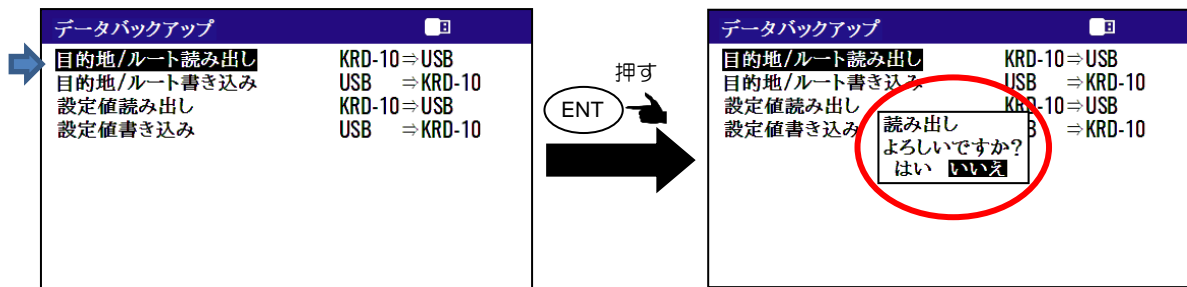 データバックアップ
目的地/ルート読み出し KRD-10⇒USB
目的地/ルート書き込み USB ⇒KRD-10
設定値読み出し KRD-10⇒USB
設定値書き込み USB ⇒KRD-10
押す
ENT
データバックアップ
目的地/ルート読み出し KRD-10⇒USB
目的地/ルート書き込み USB ⇒KRD-10
設定値読み出し KRD-10⇒USB
設定値書き込み B ⇒KRD-10
読み出し
よろしいですか?
はい いいえ